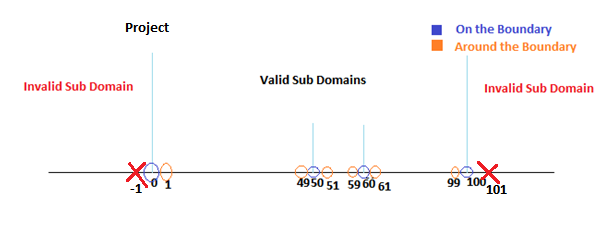 Project
On the Boundary
Around the Boundary
Invalid Sub Domain
Valid Sub Domains
Invalid Sub Domain
-1 0 1 49 50 51 59 60 61 99 100 101